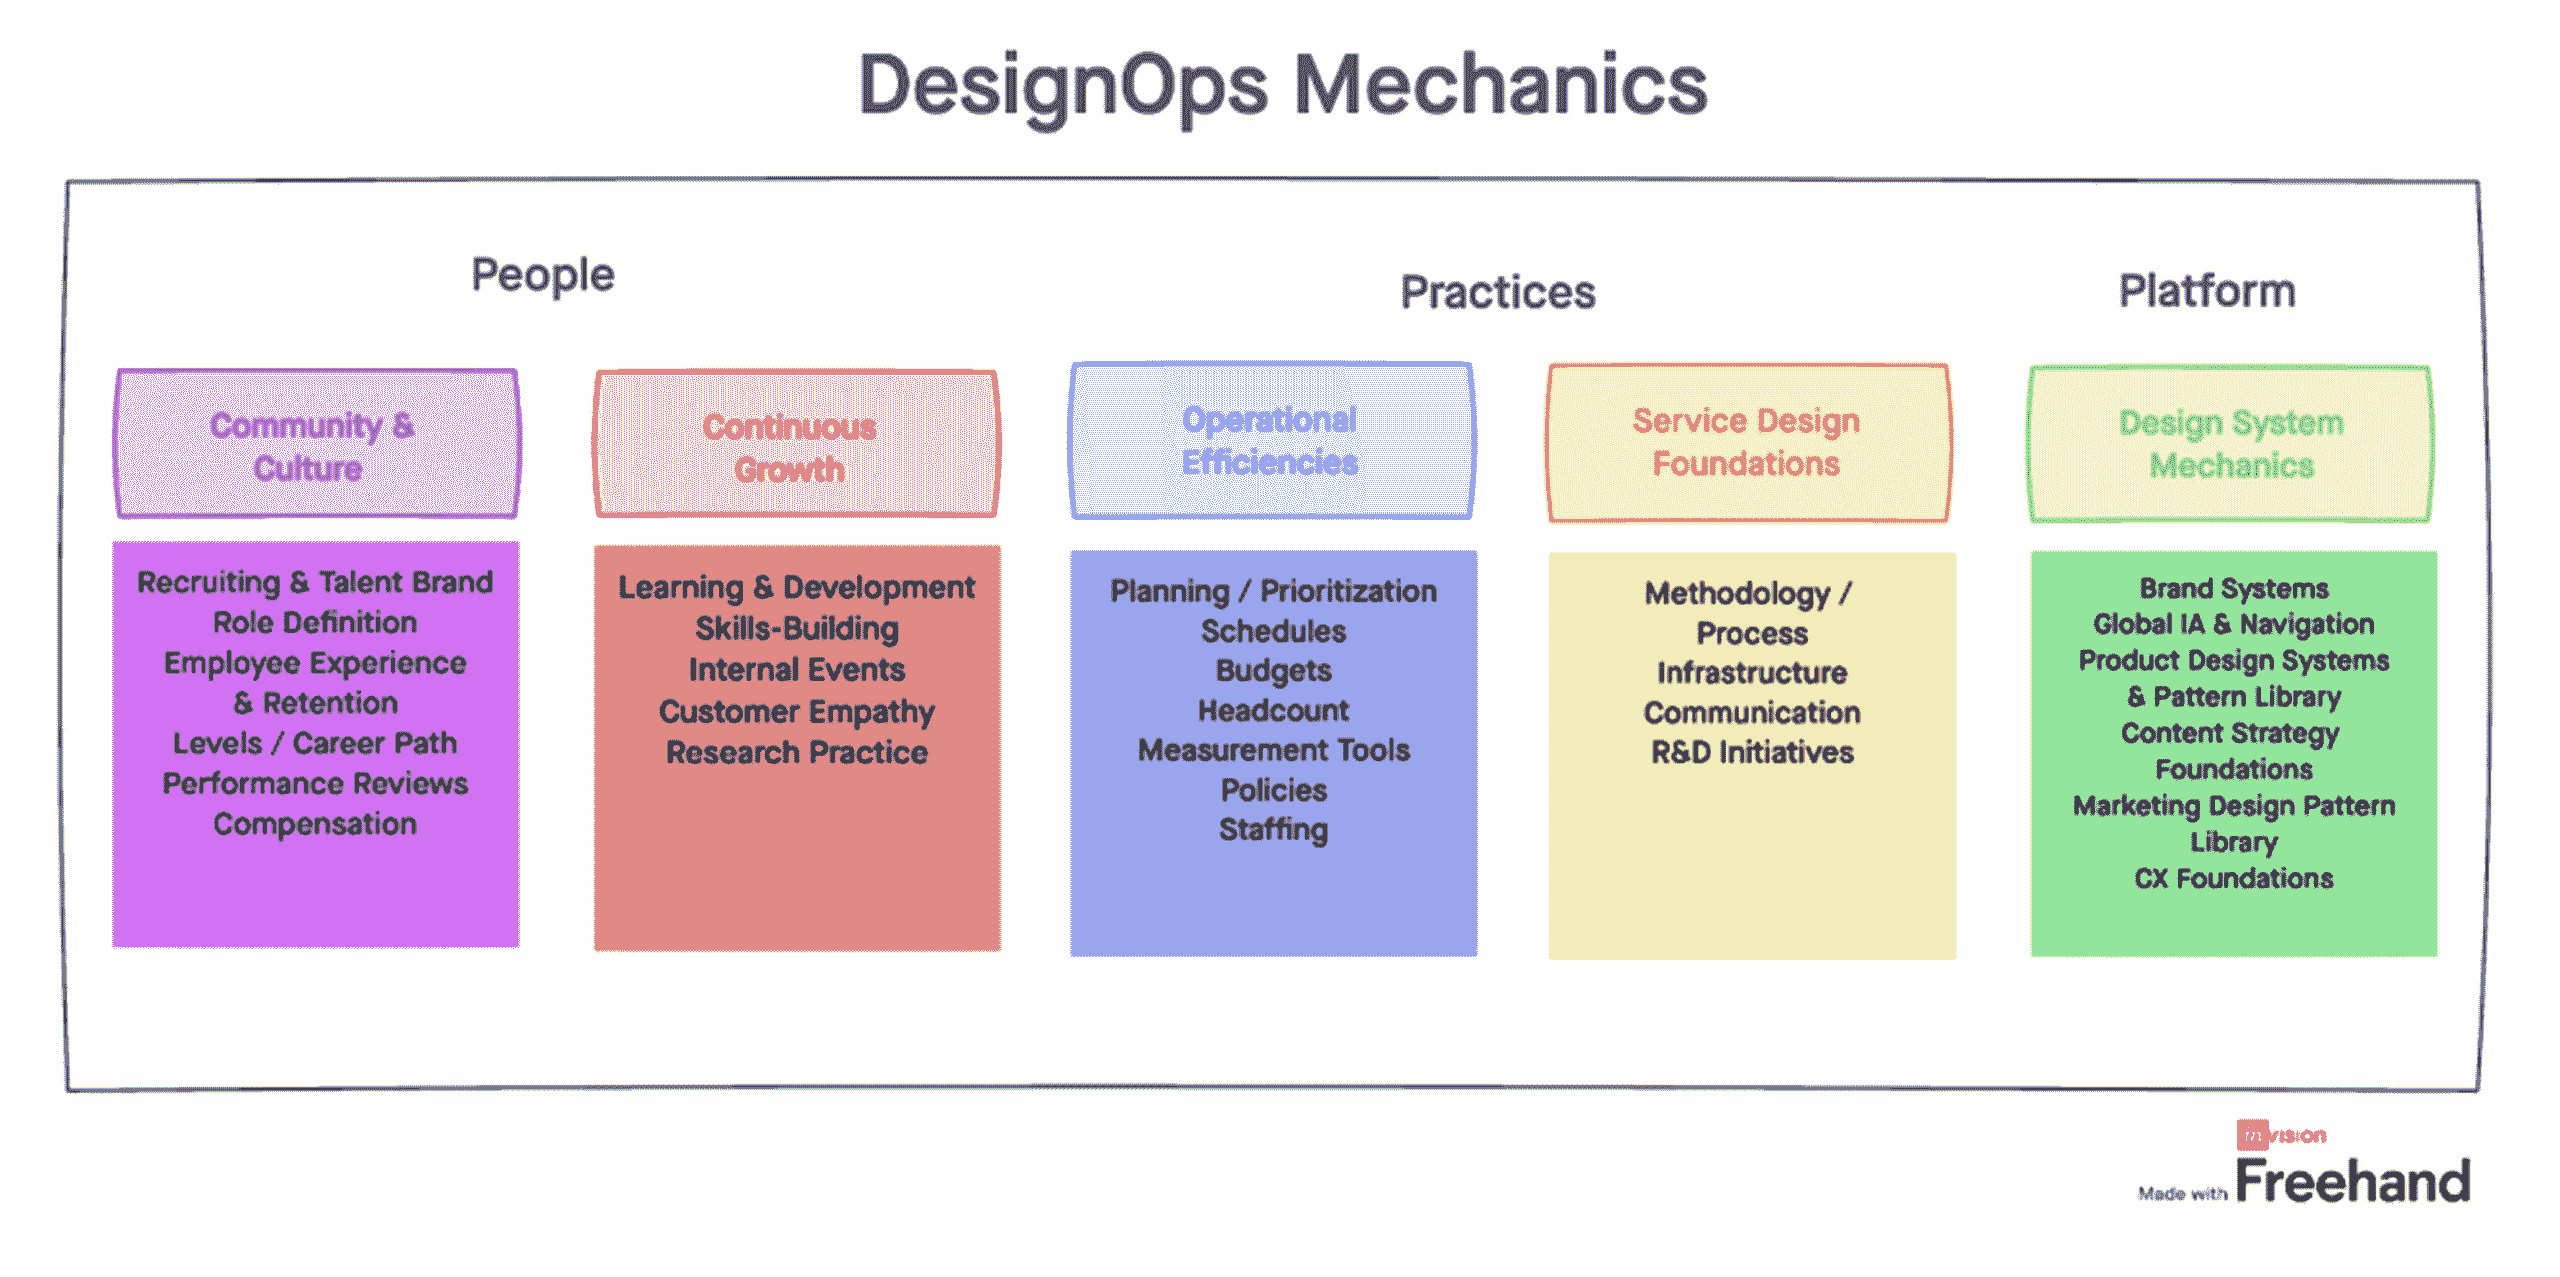 DesignOps Mechanics
People
Practices
Platform
Community &
Culture
Recruiting & Talent Brand
Role Definition
Employee Experience
& Retention
Levels / Career Path
Performance Reviews
Compensation
Continuous
Growth
Learning & Development
Skills-Building
Internal Events
Customer Empathy
Research Practice
Operational
Efficiencies
Planning / Prioritization
Schedules
Budgets
Headcount
Measurement Tools
Policies
Staffing
Service Design
Foundations
Methodology /
Process
Infrastructure
Communication
R&D Initiatives
Design System
Mechanics
Brand Systems
Global IA & Navigation
Product Design Systems
& Pattern Library
Content Strategy
Foundations
Marketing Design Pattern
Library
CX Foundations
invision
Made with Freehand